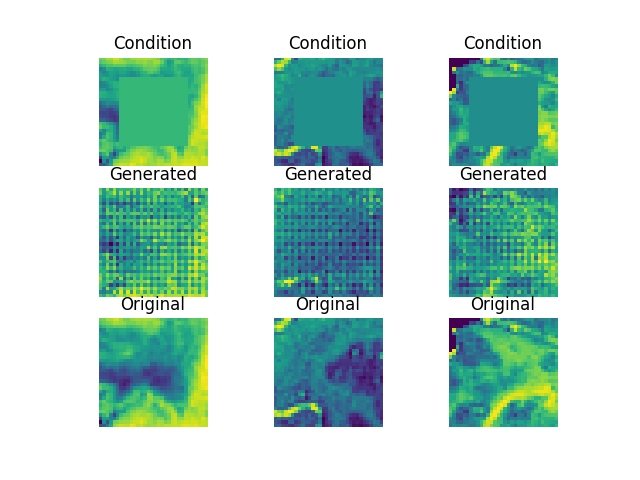 Condition Condition Condition
Generated Generated Generated
Original Original Original